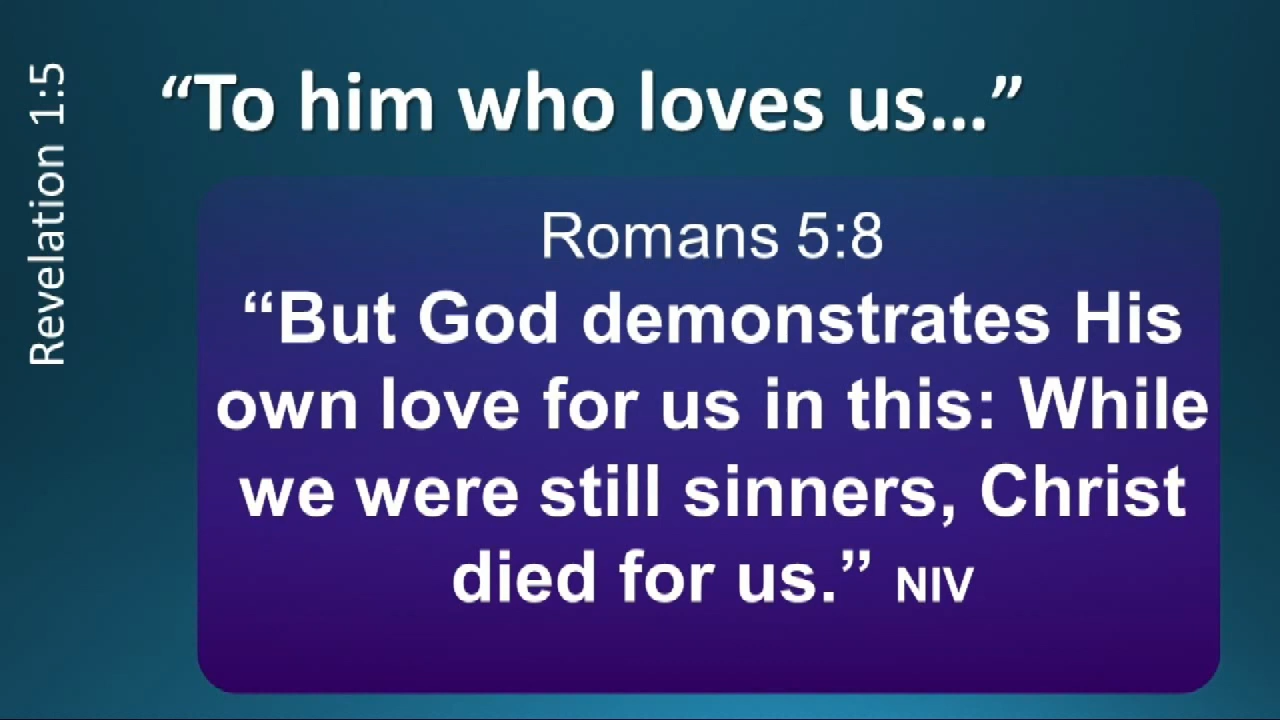 Revelation 1:5
“To him who loves us...”
Romans 5:8
“But God demonstrates His
own love for us in this: While
we were still sinners, Christ
died for us.” NIV